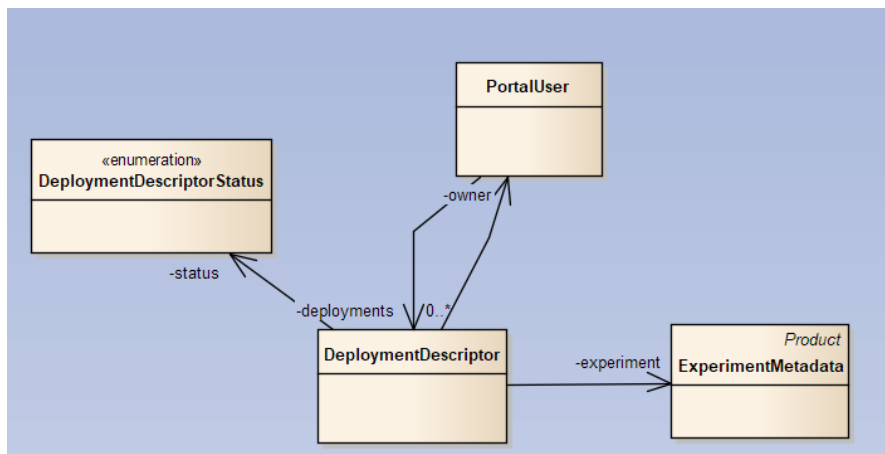 PortalUser
«enumeration»
DeploymentDescriptorStatus
-owner
-status
-deployments
0..*
DeploymentDescriptor
Product
-experiment
ExperimentMetadata